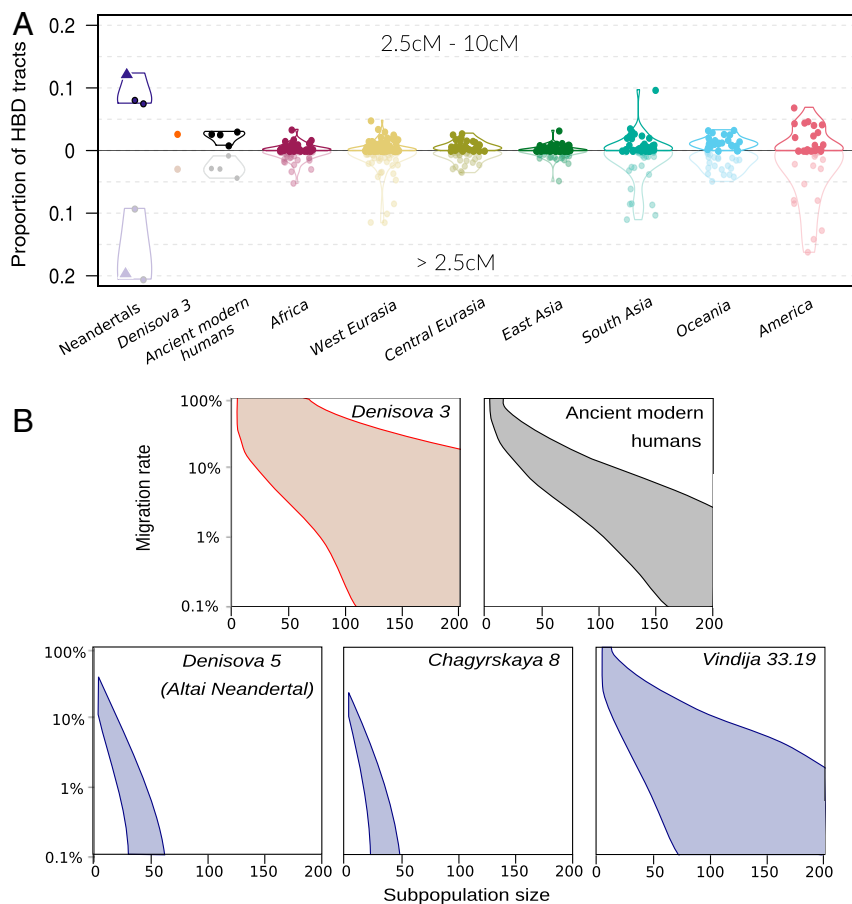 A
Proportion of HBD tracts
0.2
0.1
0
0.1
0.2
2.5cM - 10cM
> 2.5cM
Neandertals
Denisova 3
Ancient modern
humans
Africa
West Eurasia
Central Eurasia
East Asia
South Asia
Oceania
America
B
Migration rate
100%
10%
1%
0.1%
Denisova 3
0 50 100 150 200
Ancient modern
humans
0 50 100 150 200
100%
10%
1%
0.1%
Denisova 5
(Altai Neandertal)
0 50 100 150 200
Chagyrskaya 8
0 50 100 150 200
Vindija 33.19
0 50 100 150 200
Subpopulation size